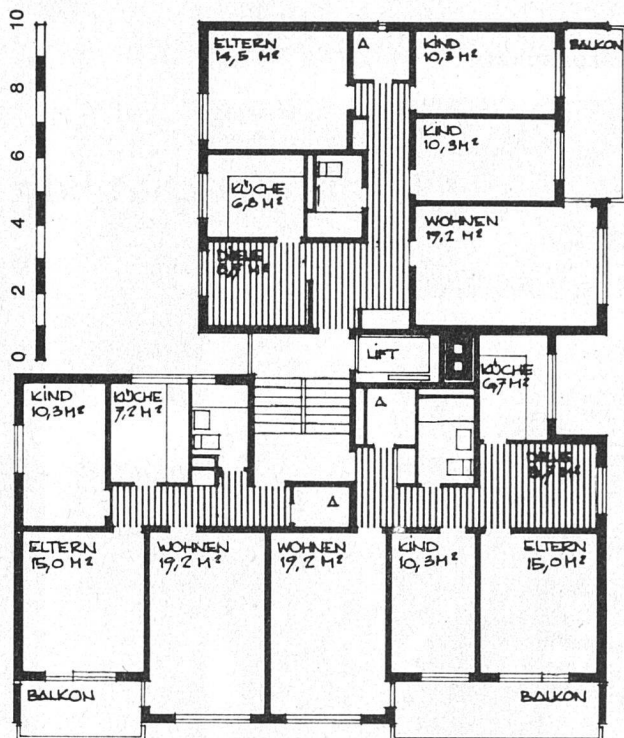 10
8
6
4
2
0
ELTERN
14,5 M²
A
KIND
10,3 M²
BALKON
KIND
10,3 M²
KÜCHE
6,8 M²
WOHNEN
19,2 M²
DIELE
LIFT
KÜCHE
6,7 M²
KIND
10,3 M²
KÜCHE
7,2 M²
A
DIELE
A
ELTERN
15,0 M²
WOHNEN
19,2 M²
WOHNEN
19,2 M²
KIND
10,3 M²
ELTERN
15,0 M²
BALKON
BALKON